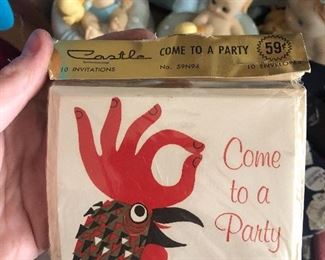 Castle COME TO A PARTY 59¢
10 INVITATIONS No. 59N94 10 ENVELOPES
Come
to a
Party